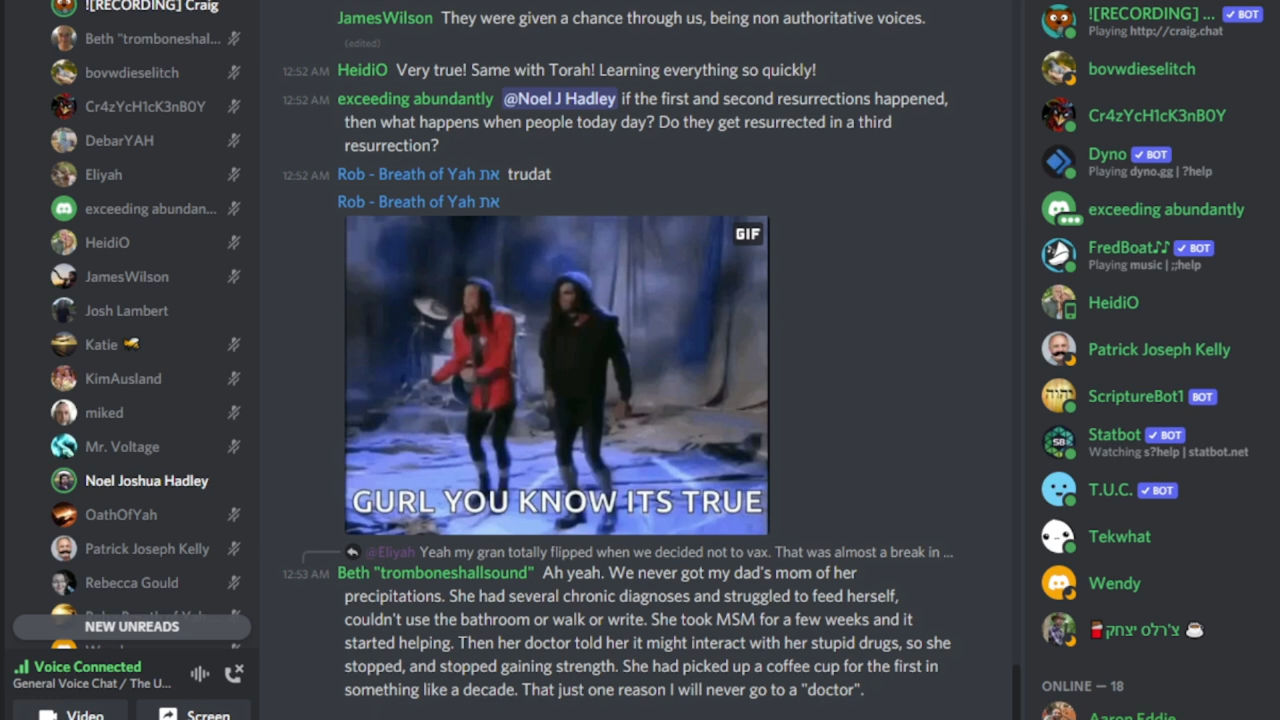 ![RECORDING] Craig
Beth "tromboneshal...
bovwdieselitch
Cr4zYcH1cK3nB0Y
DebarYAH
Eliyah
exceeding abundan...
HeidiO
JamesWilson
Josh Lambert
Katie
KimAusland
miked
Mr. Voltage
Noel Joshua Hadley
OathOfYah
Patrick Joseph Kelly
Rebecca Gould
NEW UNREADS
Voice Connected
General Voice Chat / The U...
Video
Screen
JamesWilson They were given a chance through us, being non authoritative voices.
(edited)
12:52 AM HeidiO Very true! Same with Torah! Learning everything so quickly!
12:52 AM exceeding abundantly @Noel J Hadley if the first and second resurrections happened,
then what happens when people today day? Do they get resurrected in a third
resurrection?
12:52 AM Rob - Breath of Yah את trudat
Rob - Breath of Yah את
GIF
GURL YOU KNOW ITS TRUE
@Eliyah Yeah my gran totally flipped when we decided not to vax. That was almost a break in ...
12:53 AM Beth "tromboneshallsound" Ah yeah. We never got my dad's mom of her
precipitations. She had several chronic diagnoses and struggled to feed herself,
couldn't use the bathroom or walk or write. She took MSM for a few weeks and it
started helping. Then her doctor told her it might interact with her stupid drugs, so she
stopped, and stopped gaining strength. She had picked up a coffee cup for the first in
something like a decade. That just one reason I will never go to a "doctor".
![RECORDING] ... BOT
Playing http://craig.chat
bovwdieselitch
Cr4zYcH1cK3nB0Y
Dyno BOT
Playing dyno.gg | ?help
exceeding abundantly
FredBoat♪♪ BOT
Playing music | ;;help
HeidiO
Patrick Joseph Kelly
ScriptureBot1 BOT
Statbot BOT
Watching s?help | statbot.net
T.U.C. BOT
Tekwhat
Wendy
צ'רלס יצחק
ONLINE — 18
Aaron Eddie